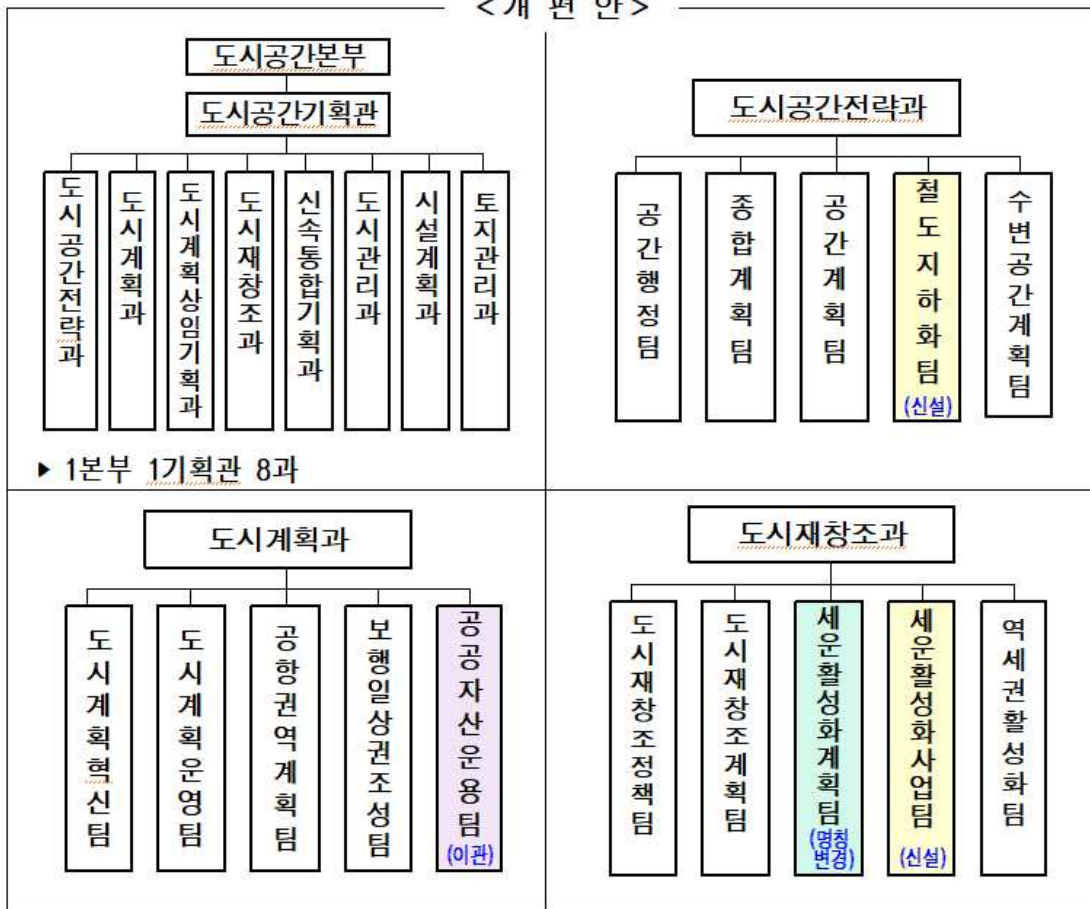 <개 편 안>
도시공간본부
도시공간기획관
도시공간전략과
도시계획과
도시계획상임기획과
도시재창조과
신속통합기획과
도시관리과
시설계획과
토지관리과
▶ 1본부 1기획관 8과
도시공간전략과
공간행정팀
종합계획팀
공간계획팀
철도지하화팀
(신설)
수변공간계획팀
도시계획과
도시계획혁신팀
도시계획운영팀
공항권역계획팀
보행일상권조성팀
공공자산운용팀
(이관)
도시재창조과
도시재창조정책팀
도시재창조계획팀
세운활성화계획팀
(명칭
변경)
세운활성화사업팀
(신설)
역세권활성화팀